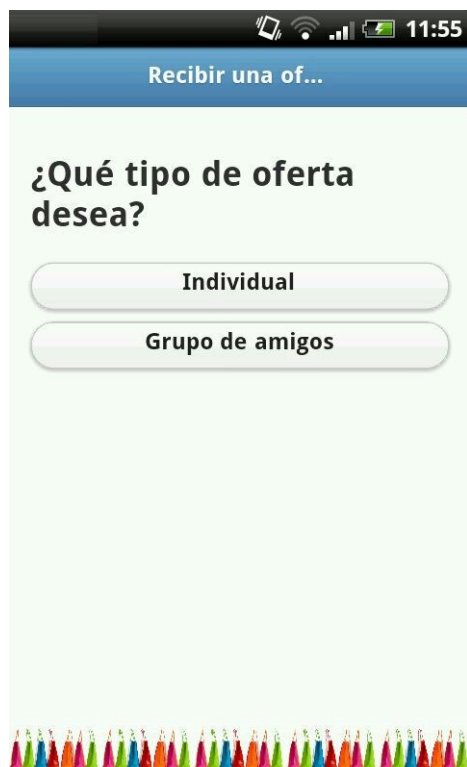 11:55
Recibir una of...
¿Qué tipo de oferta
desea?
Individual
Grupo de amigos